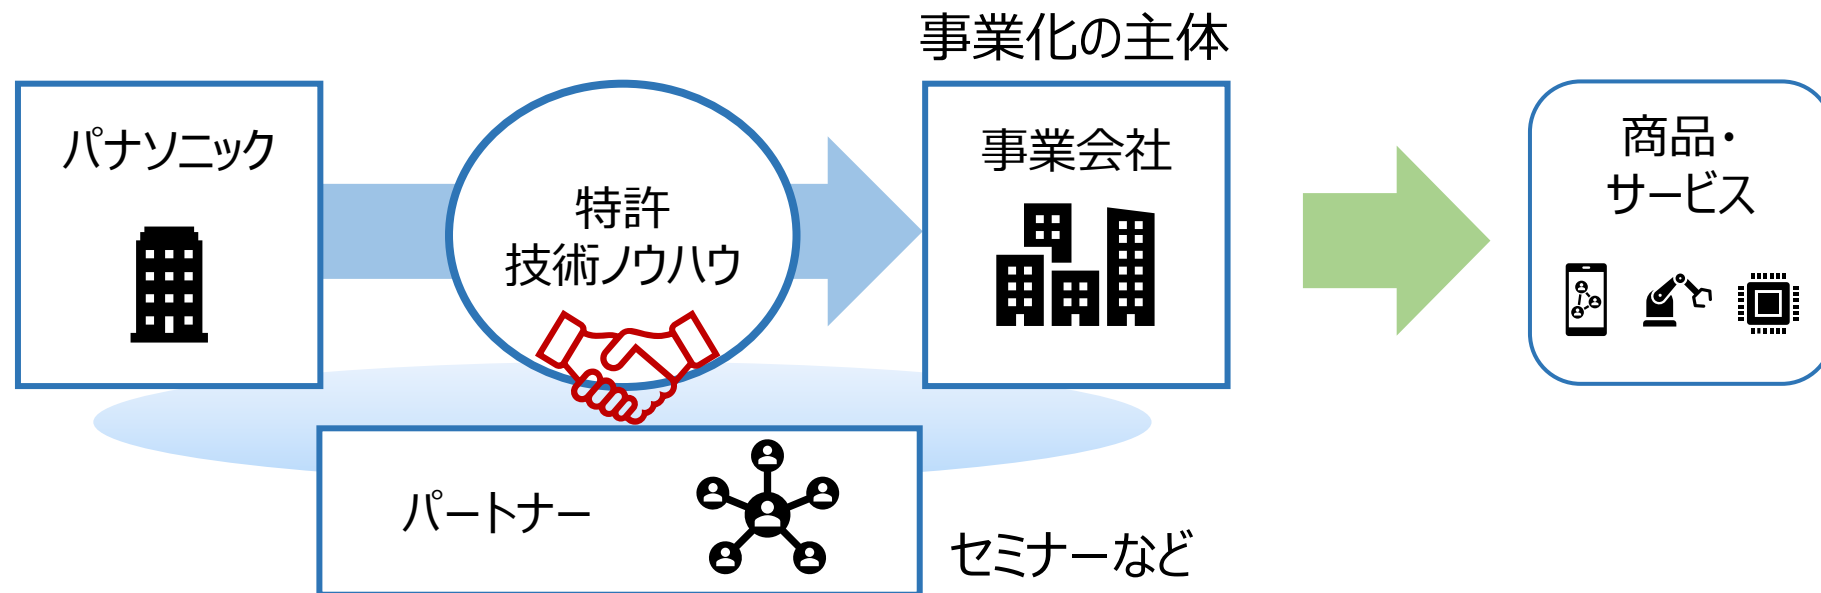 事業化の主体
パナソニック
特許
技術ノウハウ
事業会社
商品・
サービス
パートナー
セミナーなど